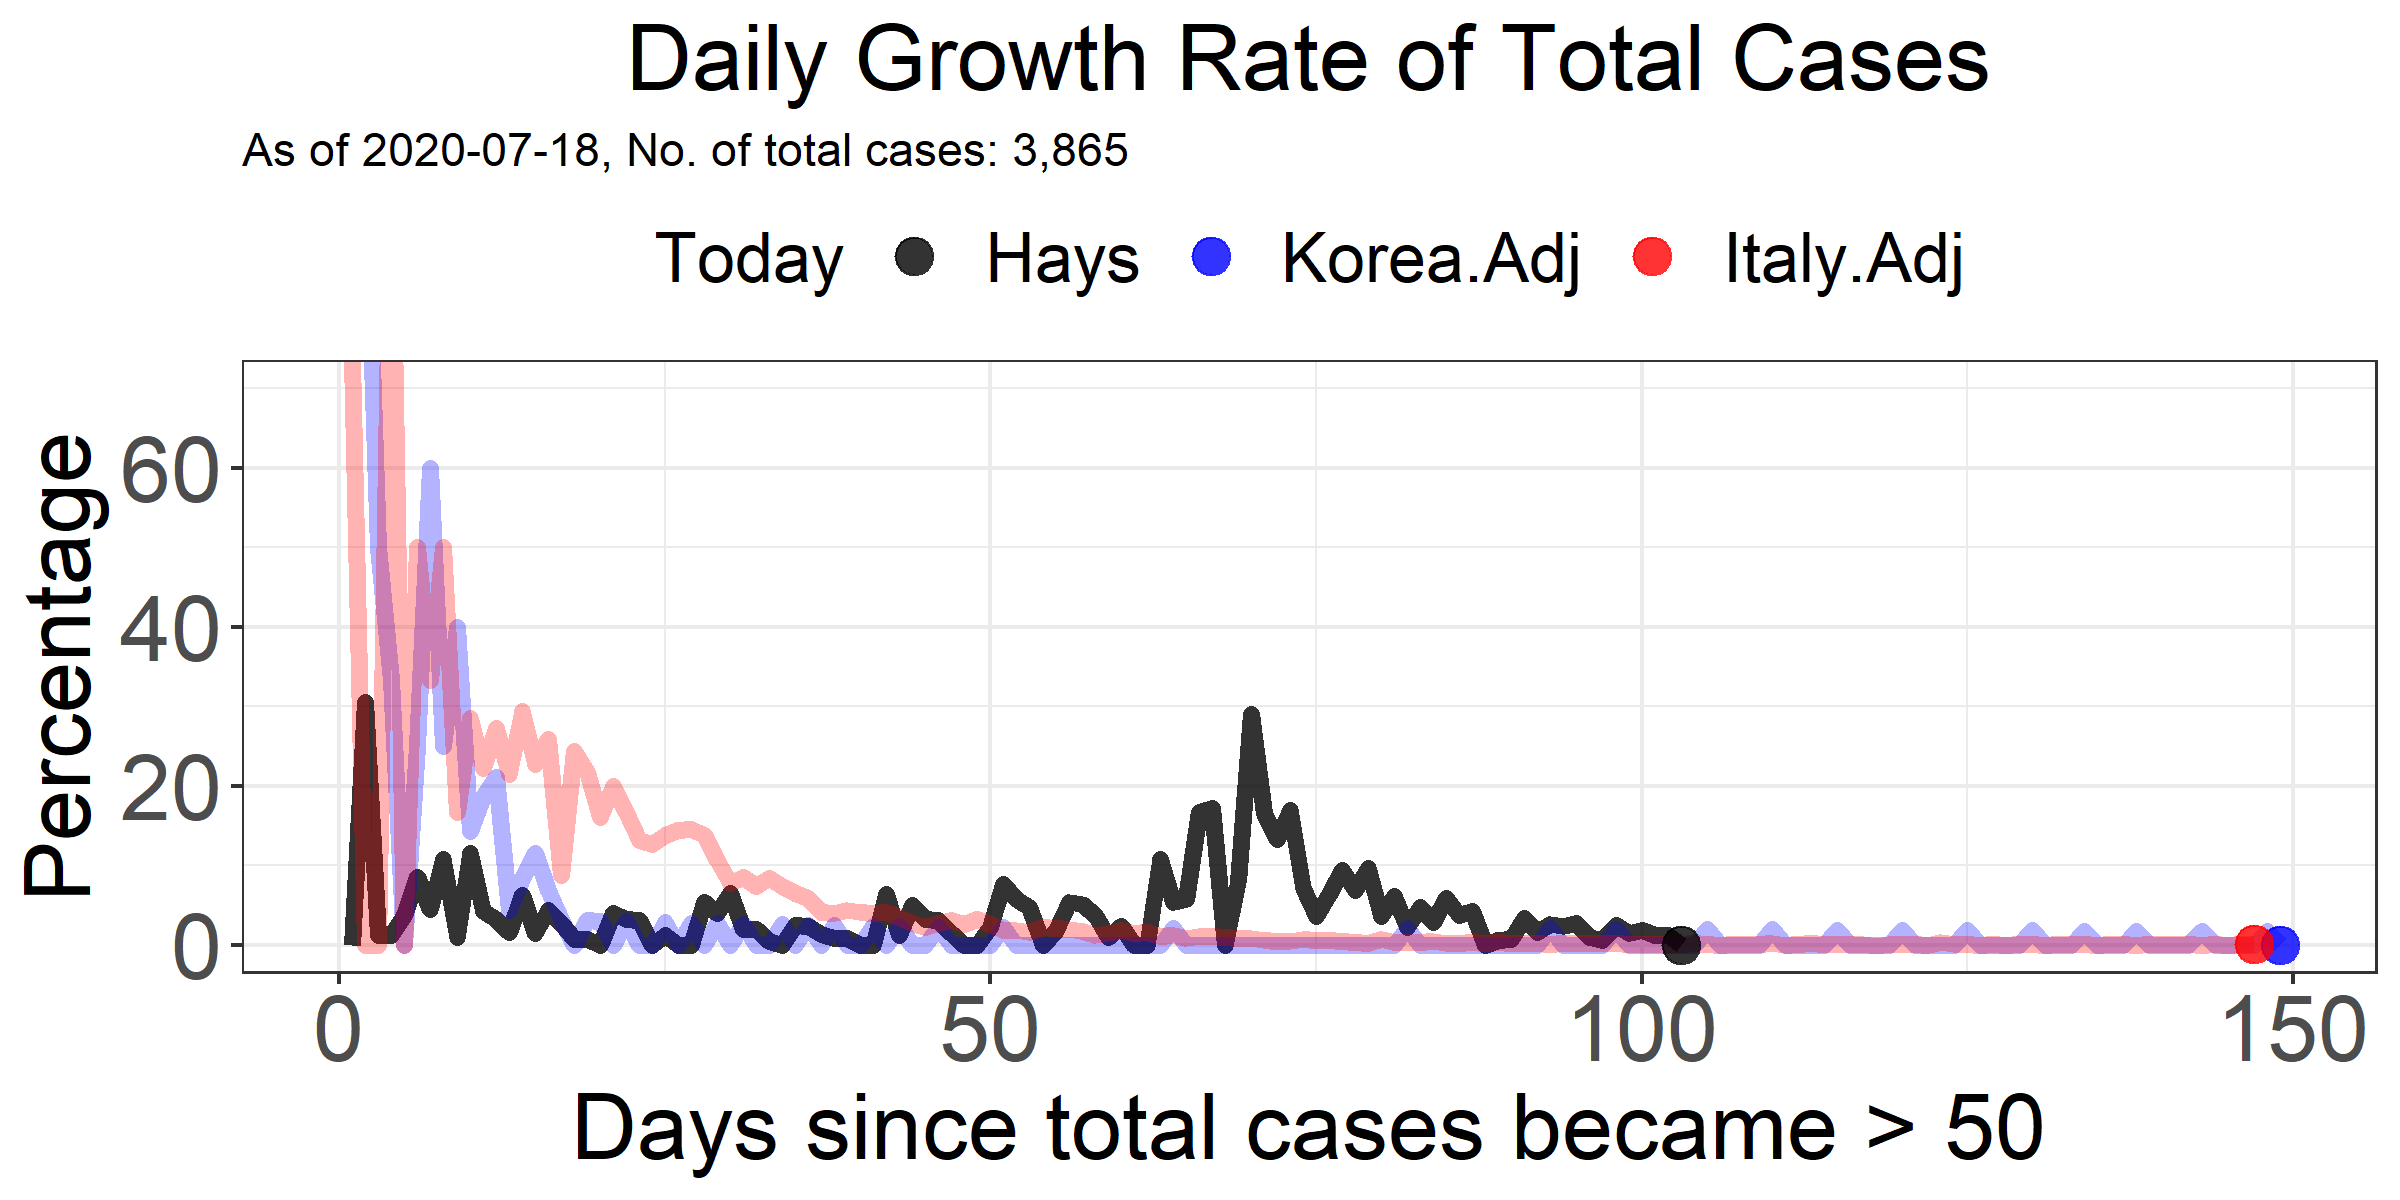 Daily Growth Rate of Total Cases
As of 2020-07-18, No. of total cases: 3,865
Today Hays Korea.Adj Italy.Adj
Percentage
60
40
20
0
0 50 100 150
Days since total cases became > 50